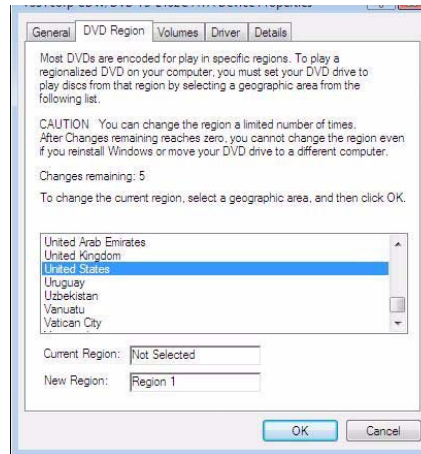 General DVD Region Volumes Driver Details
Most DVDs are encoded for play in specific regions. To play a
regionalized DVD on your computer, you must set your DVD drive to
play discs from that region by selecting a geographic area from the
following list.
CAUTION You can change the region a limited number of times.
After Changes remaining reaches zero, you cannot change the region even
if you reinstall Windows or move your DVD drive to a different computer.
Changes remaining: 5
To change the current region, select a geographic area, and then click OK.
United Arab Emirates
United Kingdom
United States
Uruguay
Uzbekistan
Vanuatu
Vatican City
Current Region: Not Selected
New Region: Region 1
OK Cancel